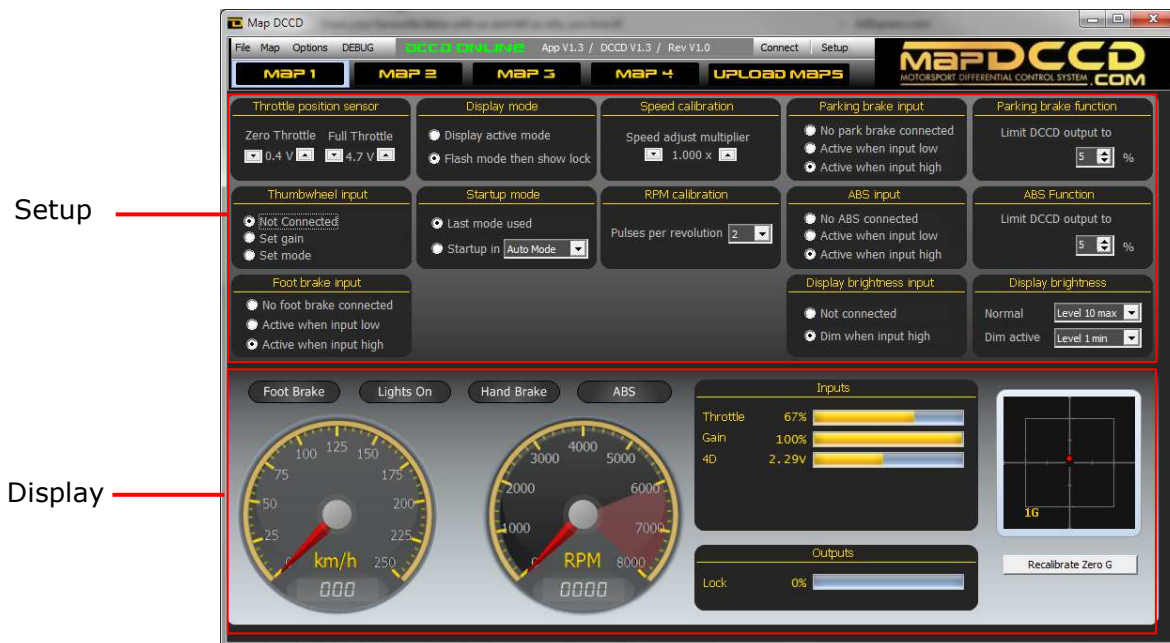 Map DCCD
File Map Options DEBUG DCCD ONLINE App V1.3 / DCCD V1.3 / Rev V1.0 Connect Setup
MAP 1 MAP 2 MAP 3 MAP 4 UPLOAD MAPS
MAPDCCD
MOTORSPORT DIFFERENTIAL CONTROL SYSTEM .COM
Setup
Throttle position sensor
Zero Throttle Full Throttle
0.4 V 4.7 V
Display mode
Display active mode
Flash mode then show lock
Speed calibration
Speed adjust multiplier
1.000 x
Parking brake input
No park brake connected
Active when input low
Active when input high
Parking brake function
Limit DCCD output to
5 %
Thumbwheel input
Not Connected
Set gain
Set mode
Startup mode
Last mode used
Startup in Auto Mode
RPM calibration
Pulses per revolution 2
ABS input
No ABS connected
Active when input low
Active when input high
ABS Function
Limit DCCD output to
5 %
Foot brake input
No foot brake connected
Active when input low
Active when input high
Display brightness input
Not connected
Dim when input high
Display brightness
Normal Level 10 max
Dim active Level 1 min
Display
Foot Brake Lights On Hand Brake ABS
0 25 50 75 100 125 150 175 200 225 250
km/h
000
0 1000 2000 3000 4000 5000 6000 7000 8000
RPM
0000
Inputs
Throttle 67%
Gain 100%
4D 2.29v
Outputs
Lock 0%
1G
Recalibrate Zero G